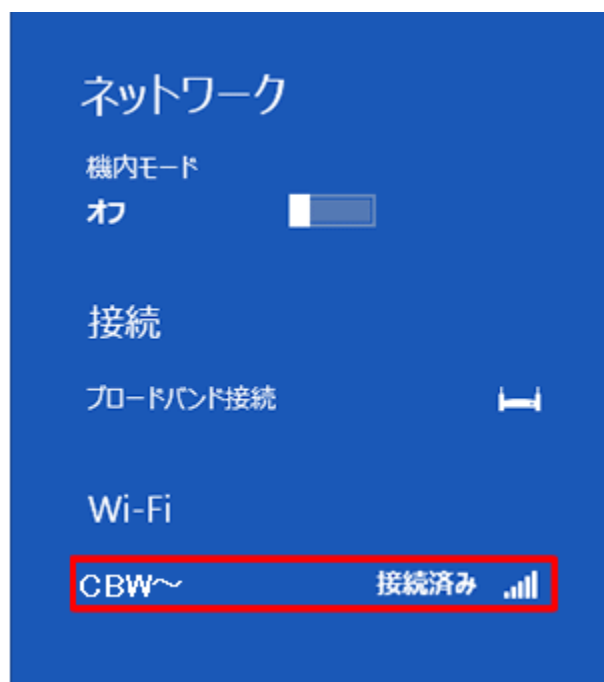 ネットワーク
機内モード
オフ
接続
ブロードバンド接続
Wi-Fi
CBW～ 接続済み